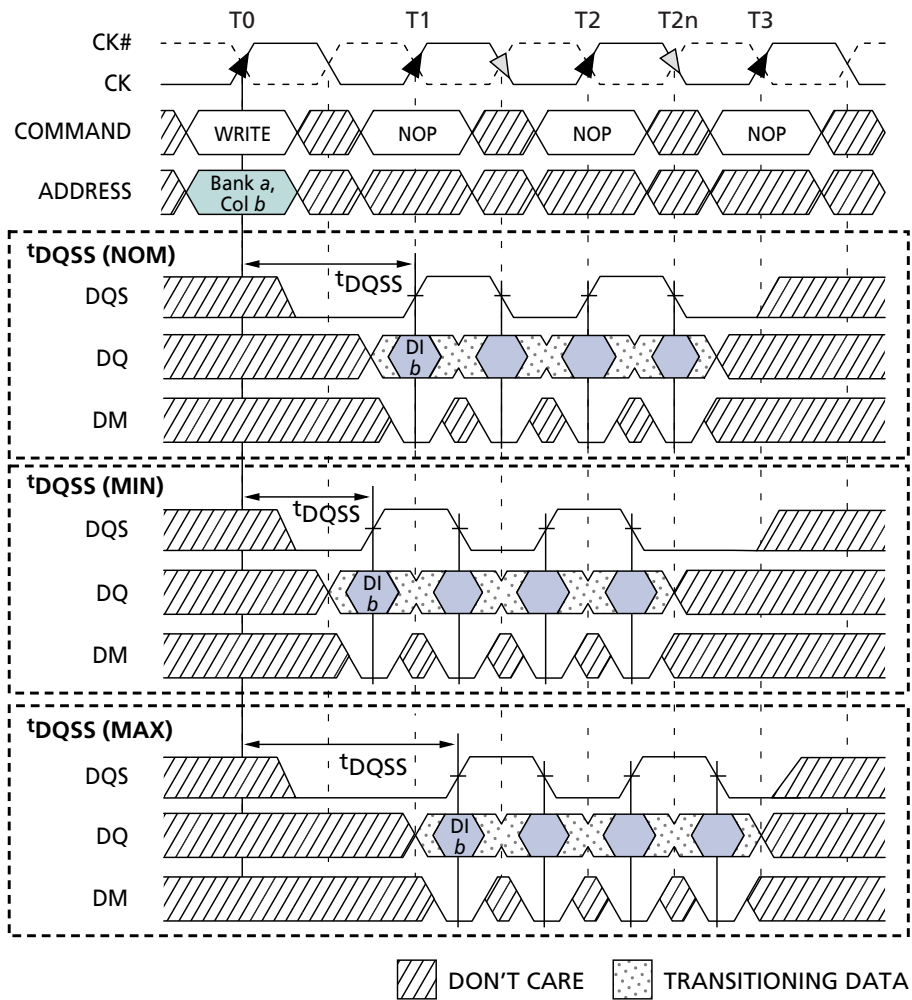 T0 T1 T2 T2n T3
CK#
CK
COMMAND WRITE NOP NOP NOP
ADDRESS Bank a,
Col b
tDQSS (NOM)
tDQSS
DQS
DQ DI
b
DM
tDQSS (MIN)
tDQSS
DQS
DQ DI
b
DM
tDQSS (MAX)
tDQSS
DQS
DQ DI
b
DM
DON'T CARE TRANSITIONING DATA